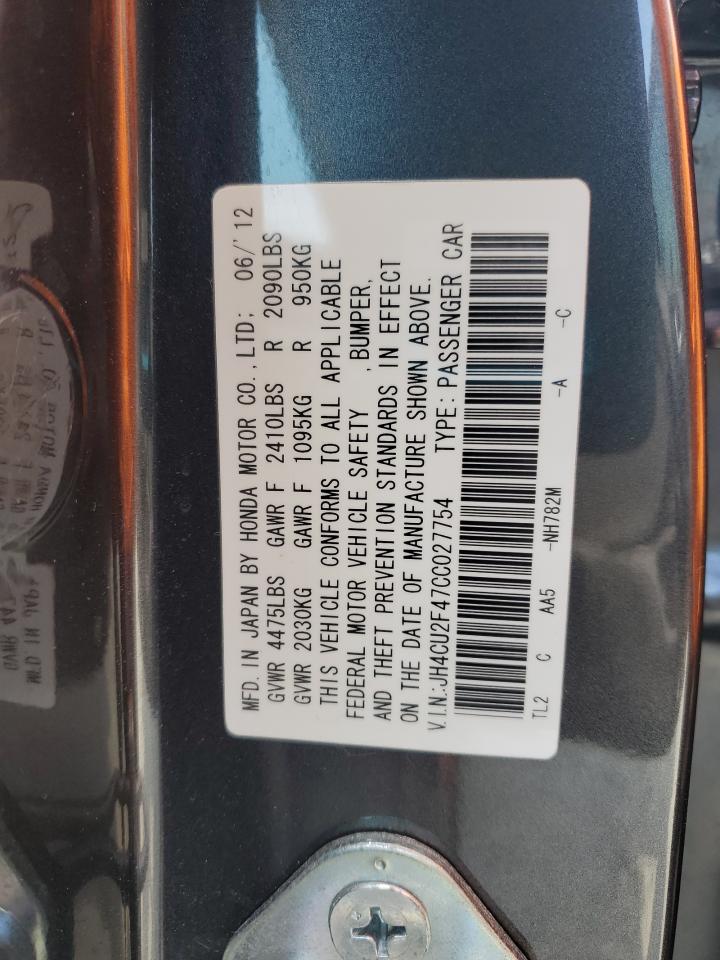 MFD. IN JAPAN BY HONDA MOTOR CO.,LTD; 06/'12
GVWR 4475LBS GAWR F 2410LBS R 2090LBS
GVWR 2030KG GAWR F 1095KG R 950KG
THIS VEHICLE CONFORMS TO ALL APPLICABLE
FEDERAL MOTOR VEHICLE SAFETY ,BUMPER,
AND THEFT PREVENTION STANDARDS IN EFFECT
ON THE DATE OF MANUFACTURE SHOWN ABOVE.
V.I.N.:JH4CU2F47CC027754 TYPE:PASSENGER CAR
TL2 C AA5 -NH782M -A -C